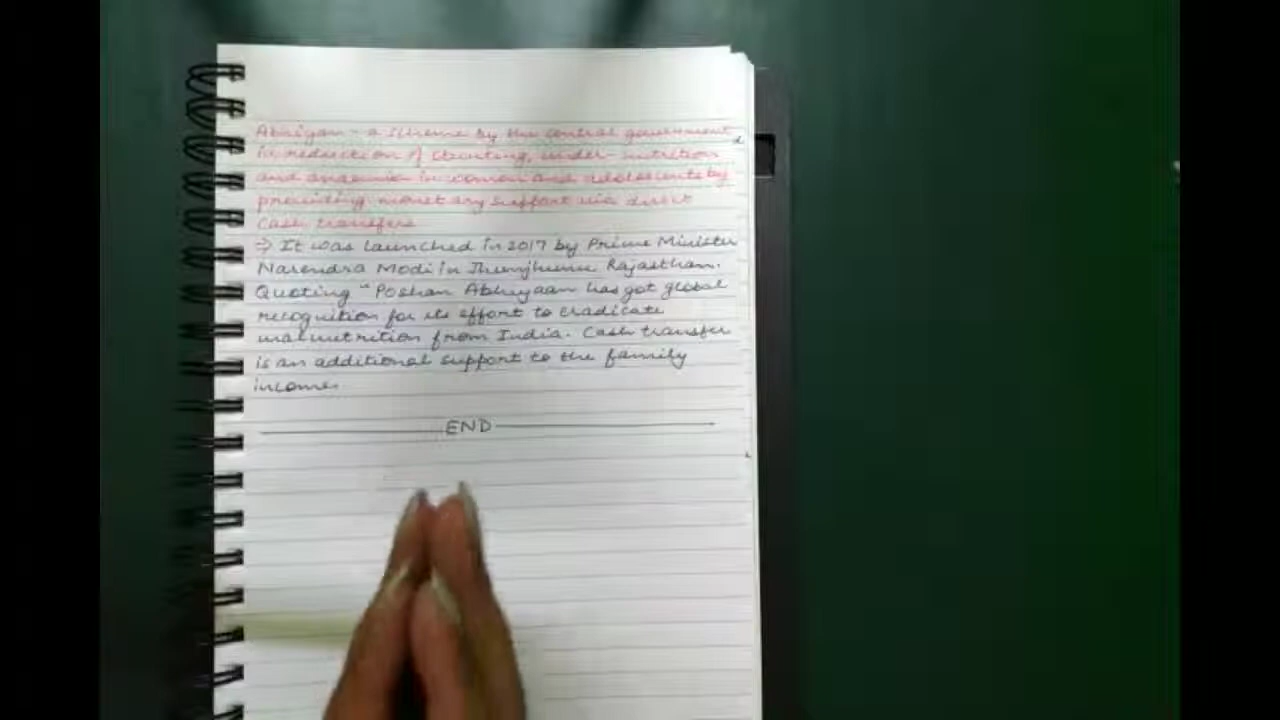 Abhiyan - a scheme by the central government
in reduction of stunting, under-nutrition
and anaemia in women and adolescents by
providing monetary support via direct
cash transfers
⇒ It was launched in 2017 by Prime Minister
Narendra Modi in Jhunjhunu Rajasthan.
Quoting "Poshan Abhiyaan has got global
recognition for its effort to eradicate
malnutrition from India. Cash transfer
is an additional support to the family
income.
END